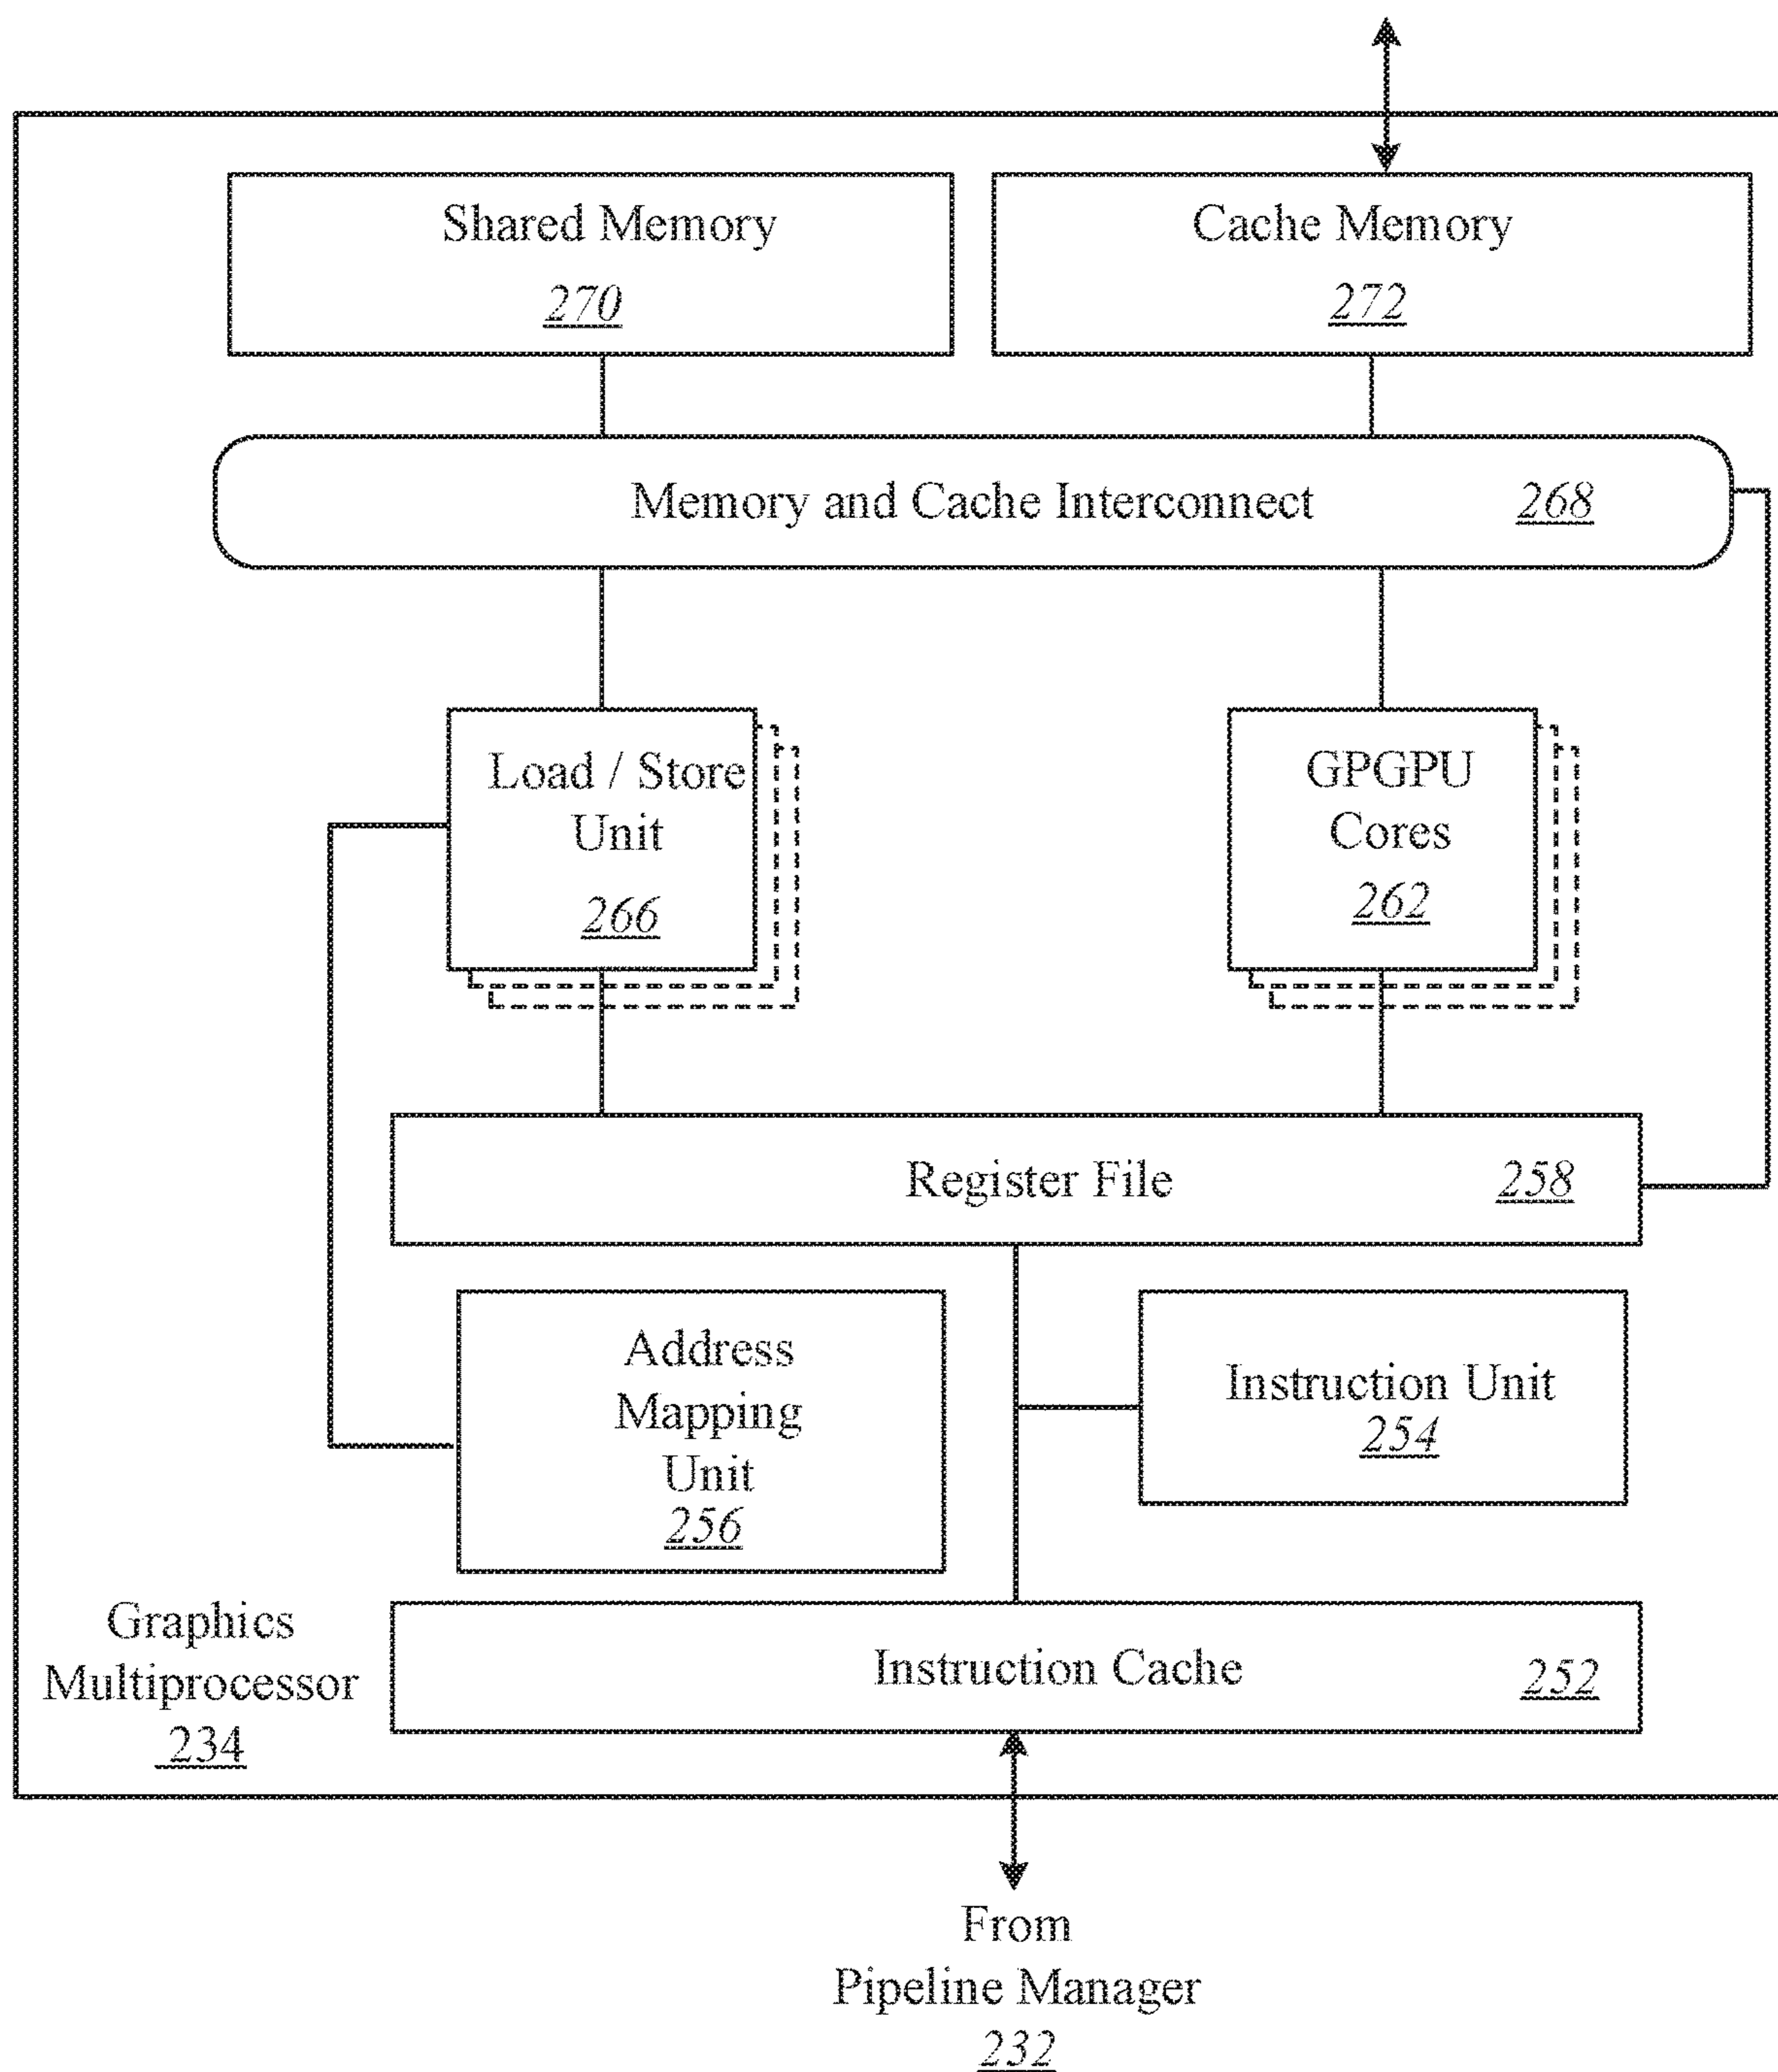 Shared Memory
270
Cache Memory
272
Memory and Cache Interconnect 268
Load / Store
Unit
266
GPGPU
Cores
262
Register File 258
Address
Mapping
Unit
256
Instruction Unit
254
Graphics
Multiprocessor
234
Instruction Cache 252
From
Pipeline Manager
232